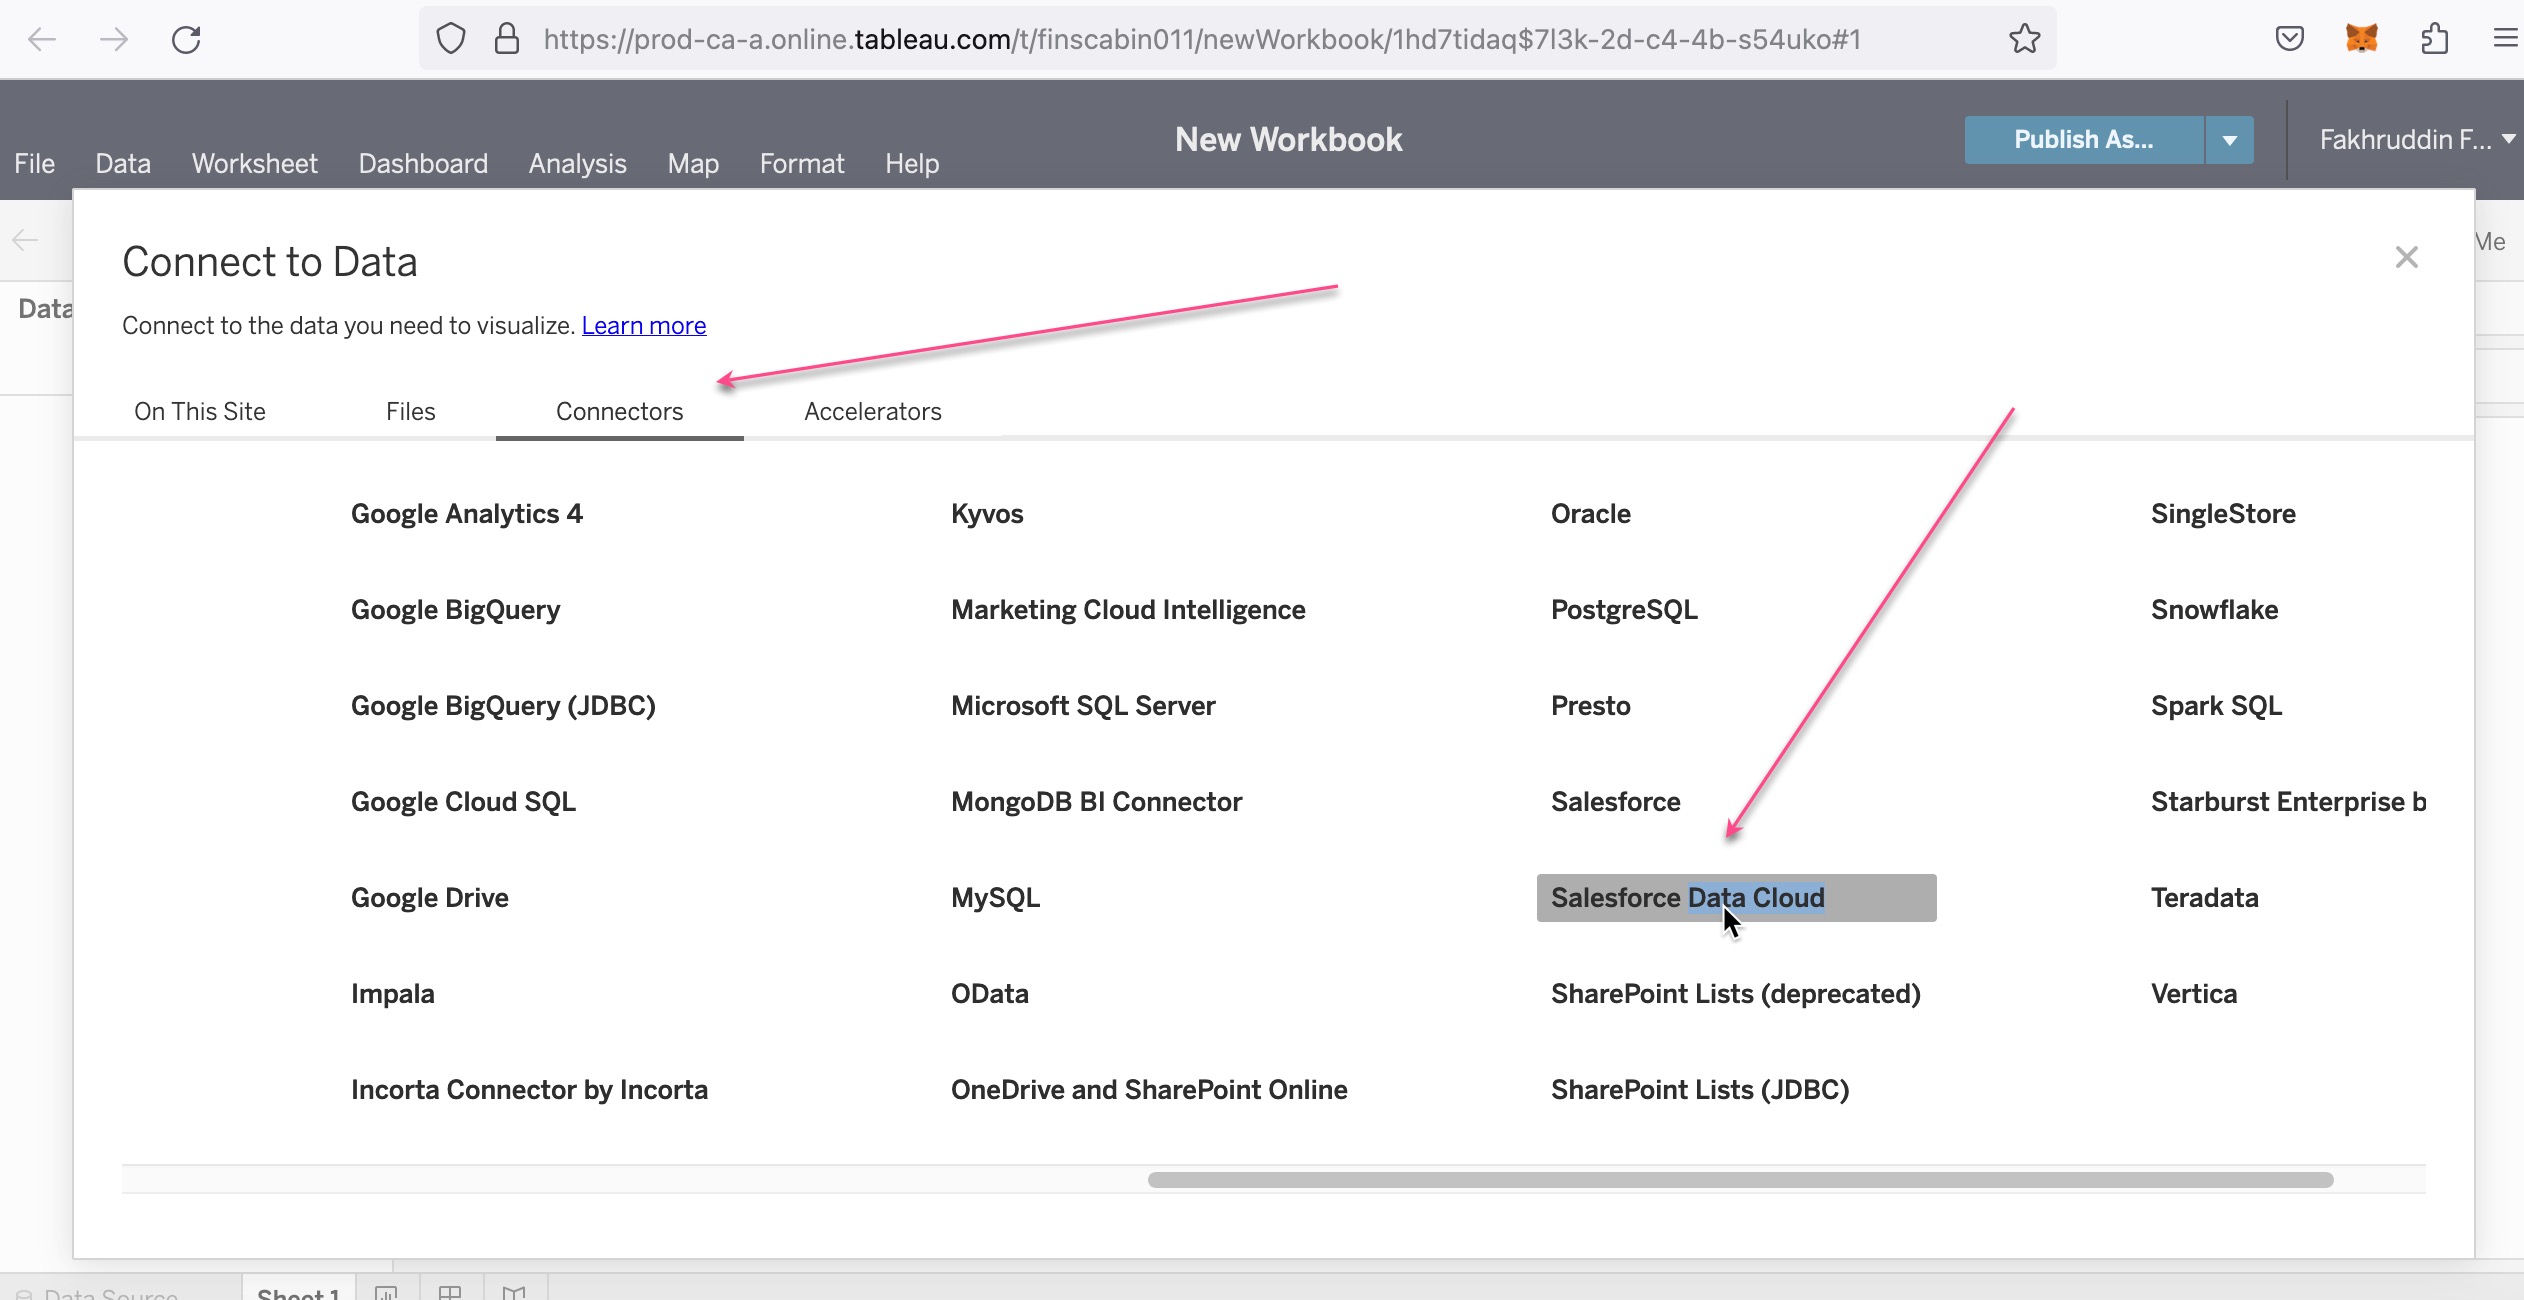 https://prod-ca-a.online.tableau.com/t/finscabin011/newWorkbook/1hd7tidaq$7l3k-2d-c4-4b-s54uko#1
New Workbook
Publish As...
Fakhruddin F...
File Data Worksheet Dashboard Analysis Map Format Help
Connect to Data
Me
Data
Connect to the data you need to visualize. Learn more
On This Site Files Connectors Accelerators
Google Analytics 4 Kyvos Oracle SingleStore
Google BigQuery Marketing Cloud Intelligence PostgreSQL Snowflake
Google BigQuery (JDBC) Microsoft SQL Server Presto Spark SQL
Google Cloud SQL MongoDB BI Connector Salesforce Starburst Enterprise b
Google Drive MySQL Salesforce Data Cloud Teradata
Impala OData SharePoint Lists (deprecated) Vertica
Incorta Connector by Incorta OneDrive and SharePoint Online SharePoint Lists (JDBC)
Data Source Sheet 1